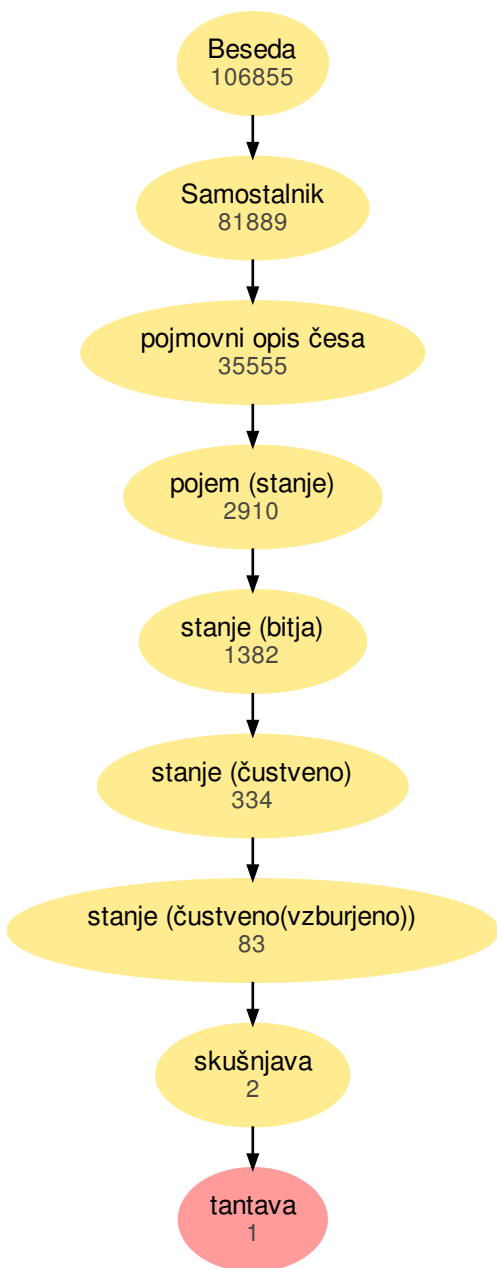 Beseda
106855
Samostalnik
81889
pojmovni opis česa
35555
pojem (stanje)
2910
stanje (bitja)
1382
stanje (čustveno)
334
stanje (čustveno(vzburjeno))
83
skušnjava
2
tantava
1